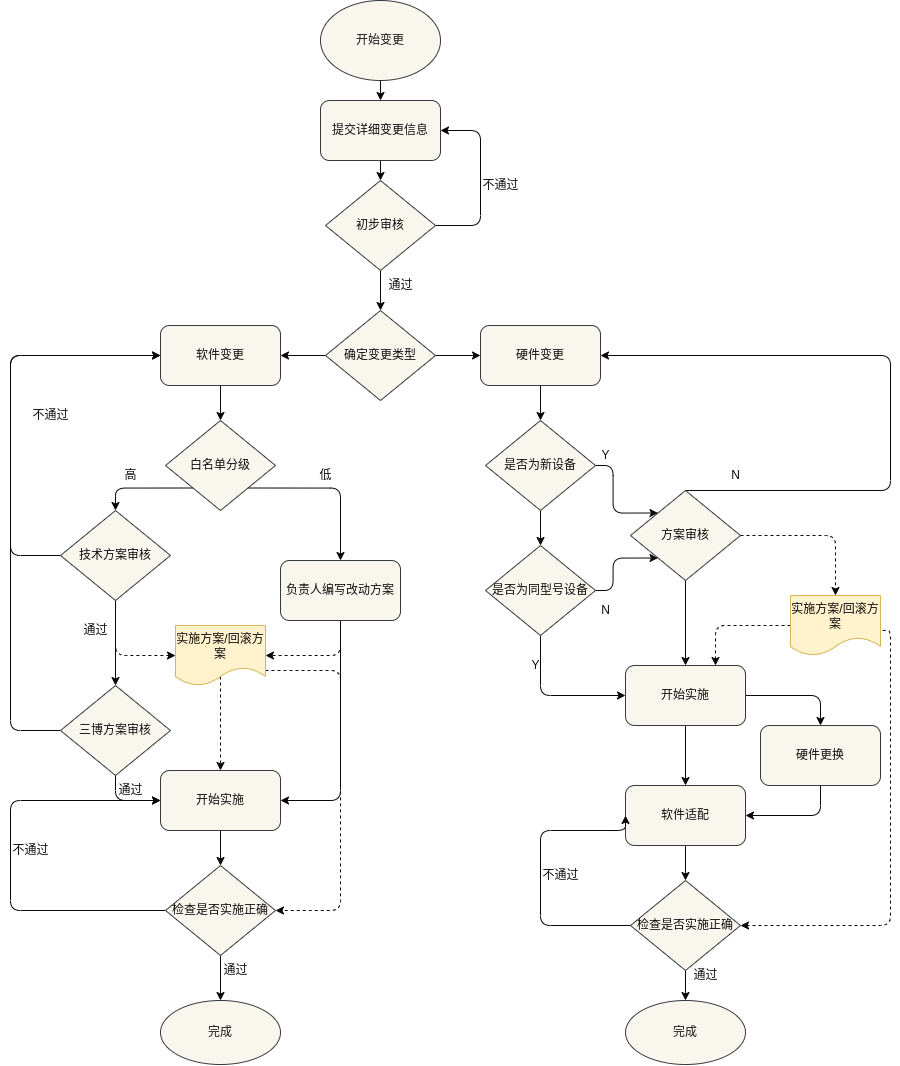 开始变更
提交详细变更信息
不通过
初步审核
通过
软件变更
确定变更类型
硬件变更
不通过
白名单分级
高
低
是否为新设备
Y
N
方案审核
技术方案审核
负责人编写改动方案
是否为同型号设备
N
通过
实施方案/回滚方
案
实施方案/回滚方
案
Y
三博方案审核
开始实施
通过
开始实施
硬件更换
软件适配
不通过
不通过
检查是否实施正确
检查是否实施正确
通过
通过
完成
完成